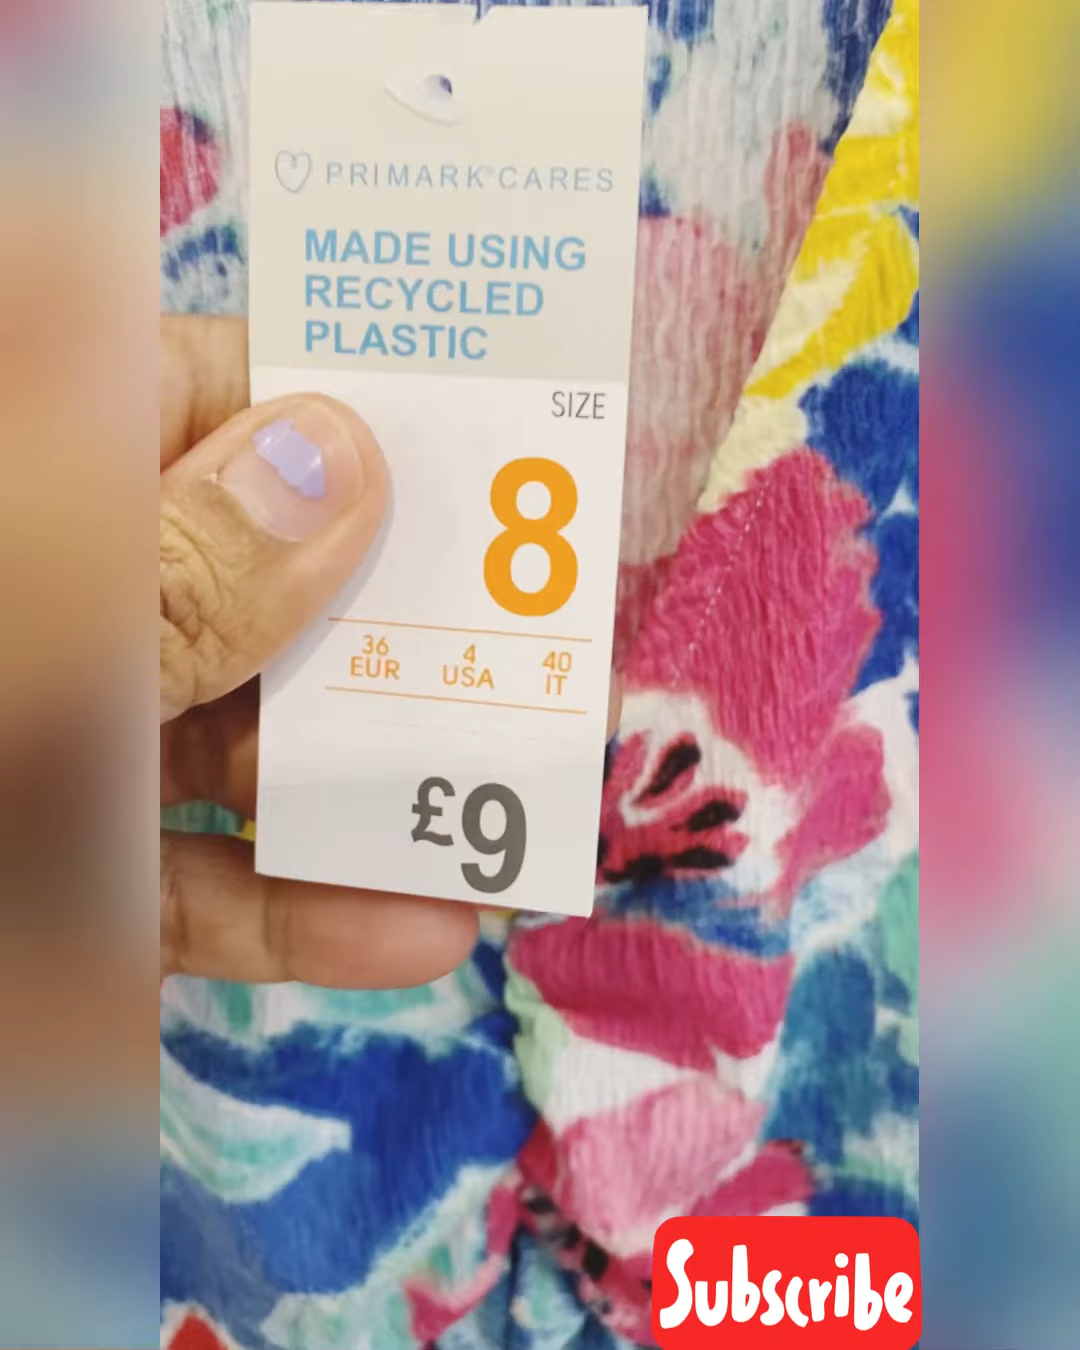 PRIMARK®CARES
MADE USING
RECYCLED
PLASTIC
SIZE
8
36 4 40
EUR USA IT
£9
Subscribe